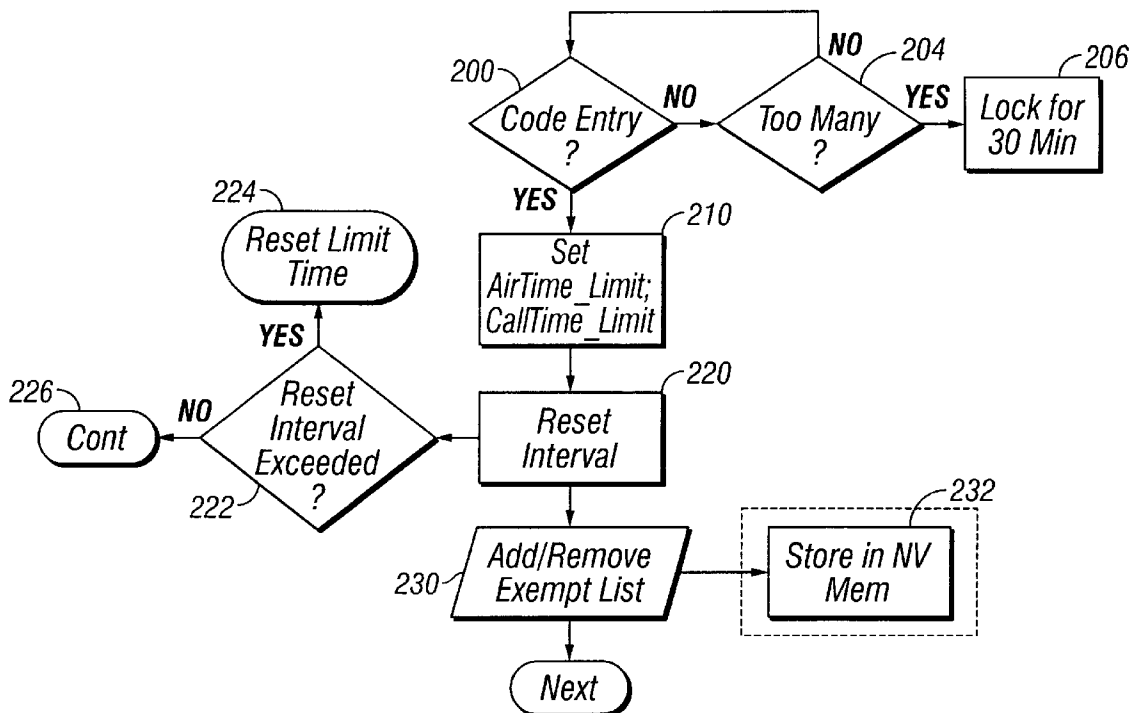 200
Code Entry
?
NO
YES
NO
204
Too Many
?
YES
206
Lock for
30 Min
210
Set
AirTime_Limit;
CallTime_Limit
224
Reset Limit
Time
YES
226
NO
Cont
Reset
Interval
Exceeded
?
222
220
Reset
Interval
230
Add/Remove
Exempt List
232
Store in NV
Mem
Next